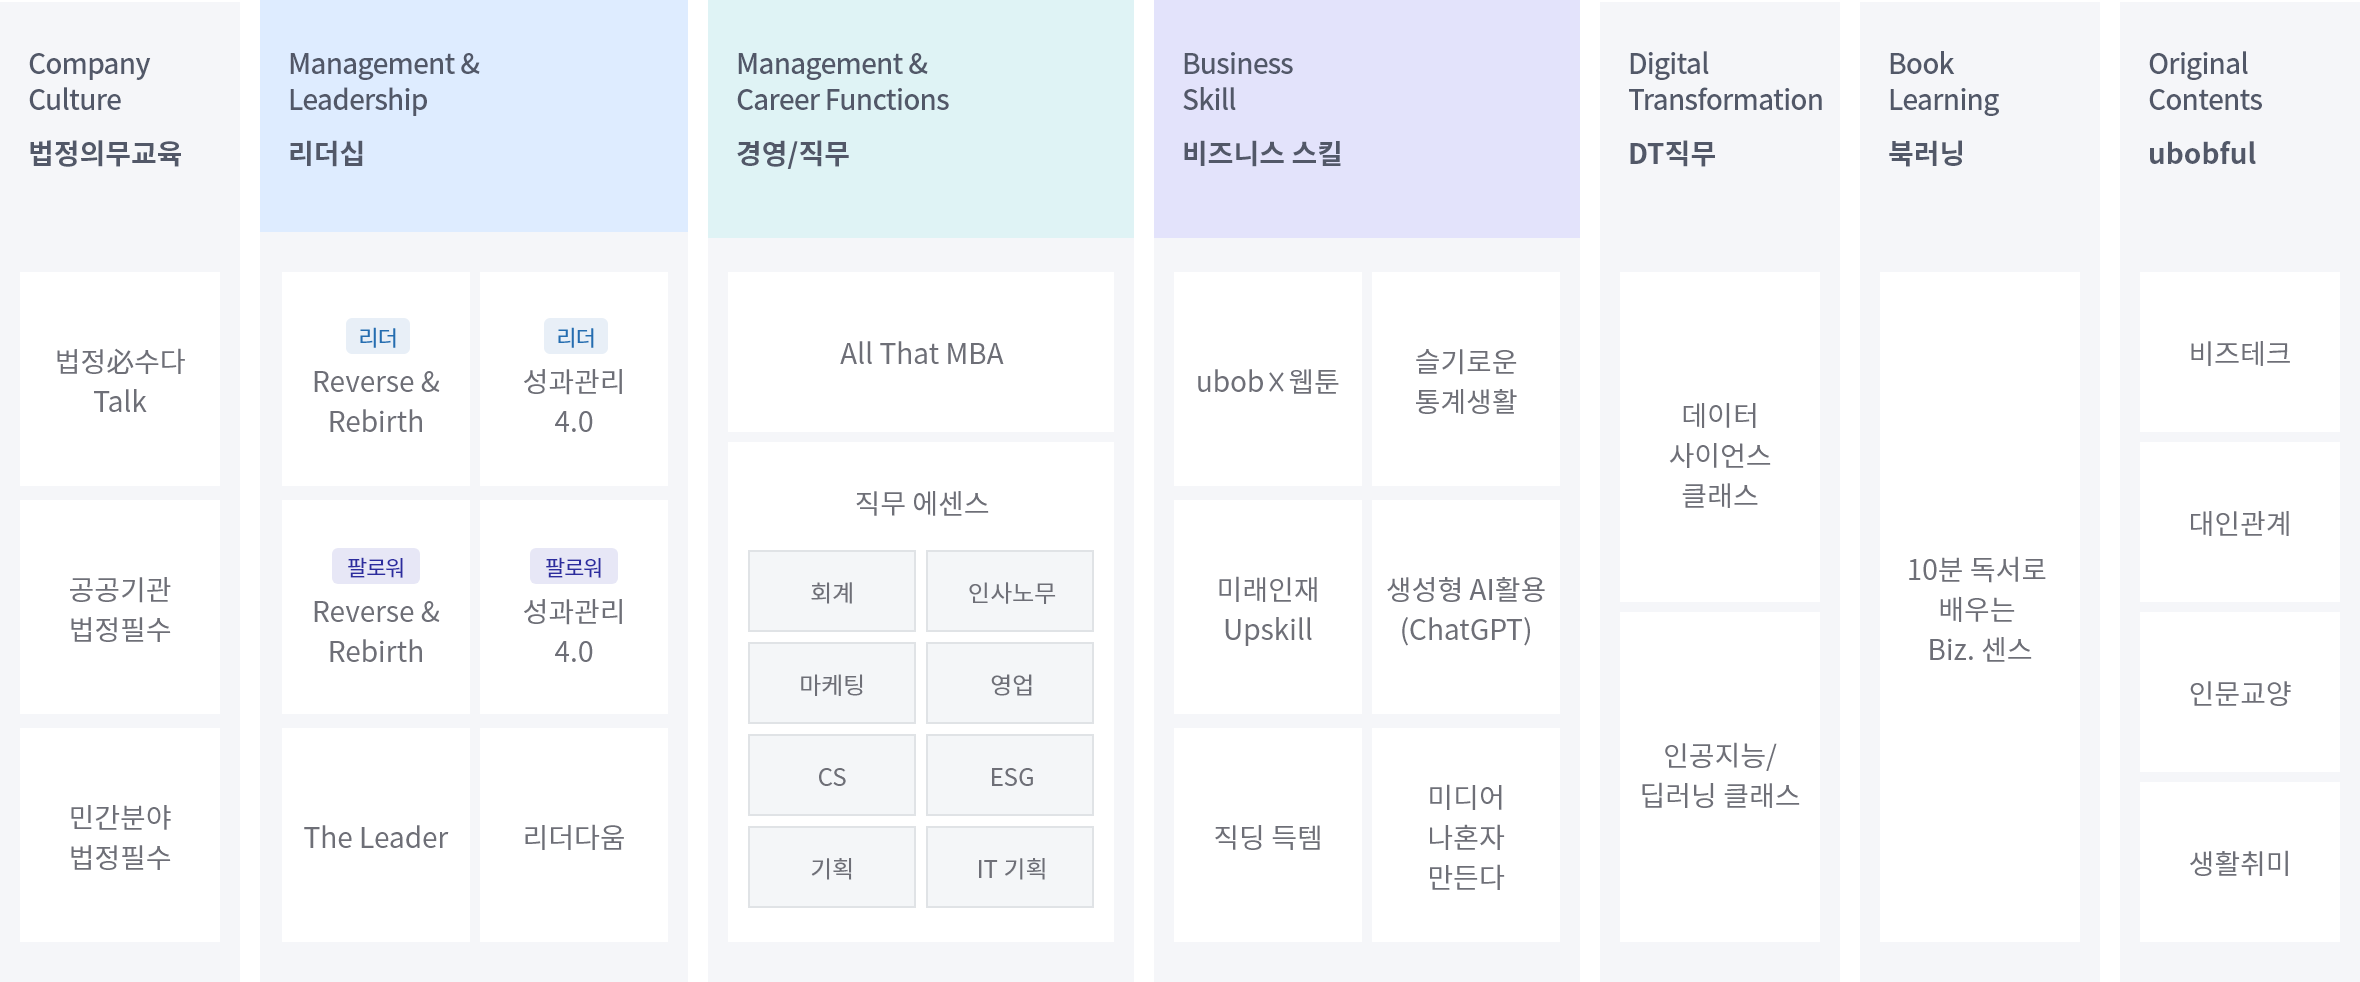 Company
Culture
법정의무교육
법정必수다
Talk
공공기관
법정필수
민간분야
법정필수
Management &
Leadership
리더십
리더
Reverse &
Rebirth
리더
성과관리
4.0
팔로워
Reverse &
Rebirth
팔로워
성과관리
4.0
The Leader
리더다움
Management &
Career Functions
경영/직무
All That MBA
직무 에센스
회계
인사노무
마케팅
영업
CS
ESG
기획
IT 기획
Business
Skill
비즈니스 스킬
ubob☓웹툰
슬기로운
통계생활
미래인재
Upskill
생성형 AI활용
(ChatGPT)
직딩 득템
미디어
나혼자
만든다
Digital
Transformation
DT직무
데이터
사이언스
클래스
인공지능/
딥러닝 클래스
Book
Learning
북러닝
10분 독서로
배우는
Biz. 센스
Original
Contents
ubobful
비즈테크
대인관계
인문교양
생활취미